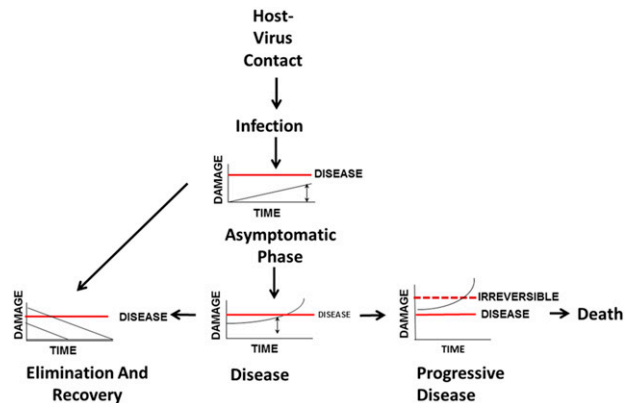 Host-
Virus
Contact
Infection
DAMAGE
DISEASE
TIME
Asymptomatic
Phase
DAMAGE
DISEASE
TIME
Elimination And
Recovery
DAMAGE
DISEASE
TIME
Disease
DAMAGE
IRREVERSIBLE
DISEASE
TIME
Progressive
Disease
Death